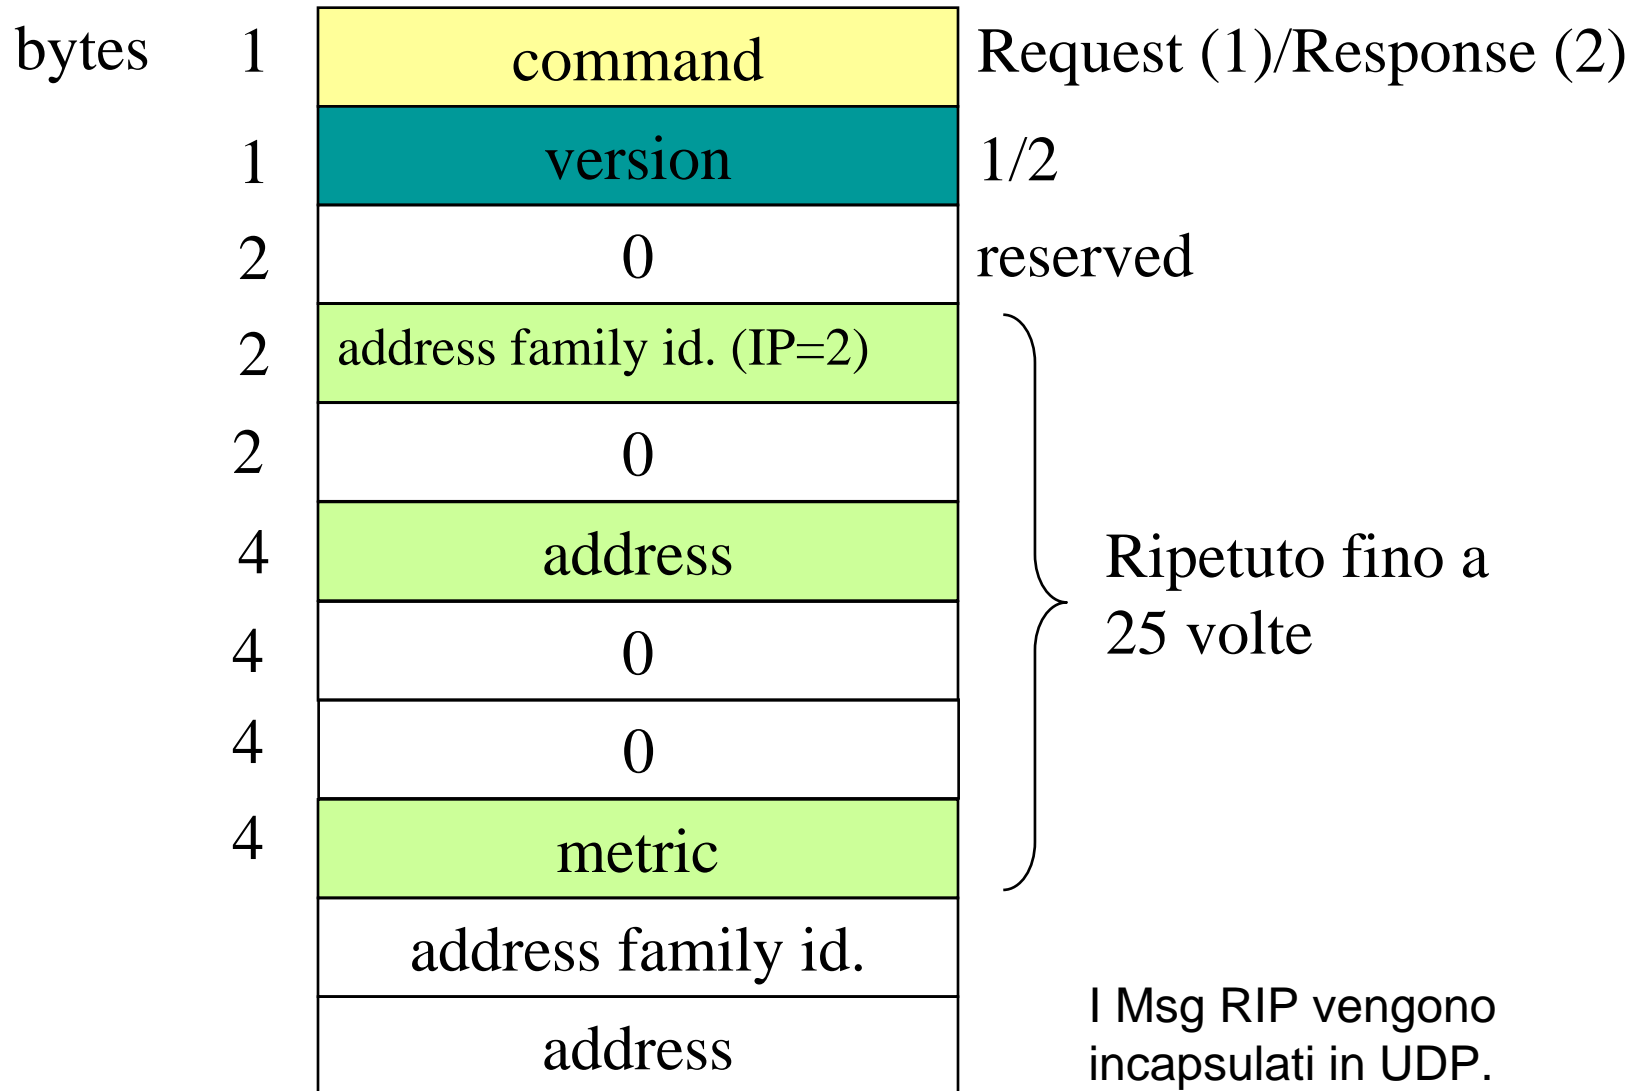 bytes 1 command Request (1)/Response (2)
1 version 1/2
2 0 reserved
2 address family id. (IP=2)
2 0
4 address
Ripetuto fino a
25 volte
4 0
4 0
4 metric
address family id.
address
I Msg RIP vengono
incapsulati in UDP.